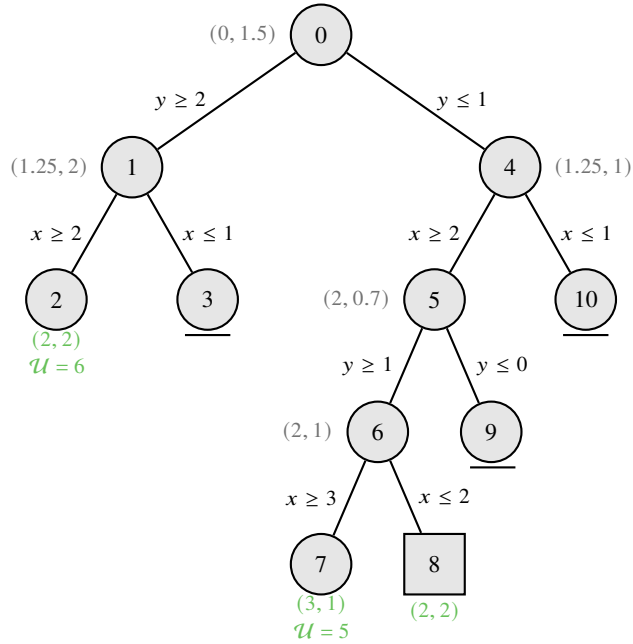 (0, 1.5) 0
y ≥ 2 y ≤ 1
(1.25, 2) 1 4 (1.25, 1)
x ≥ 2 x ≤ 1 x ≥ 2 x ≤ 1
2 3 (2, 0.7) 5 10
(2, 2)
𝒰 = 6
y ≥ 1 y ≤ 0
(2, 1) 6 9
x ≥ 3 x ≤ 2
7 8
(3, 1) (2, 2)
𝒰 = 5